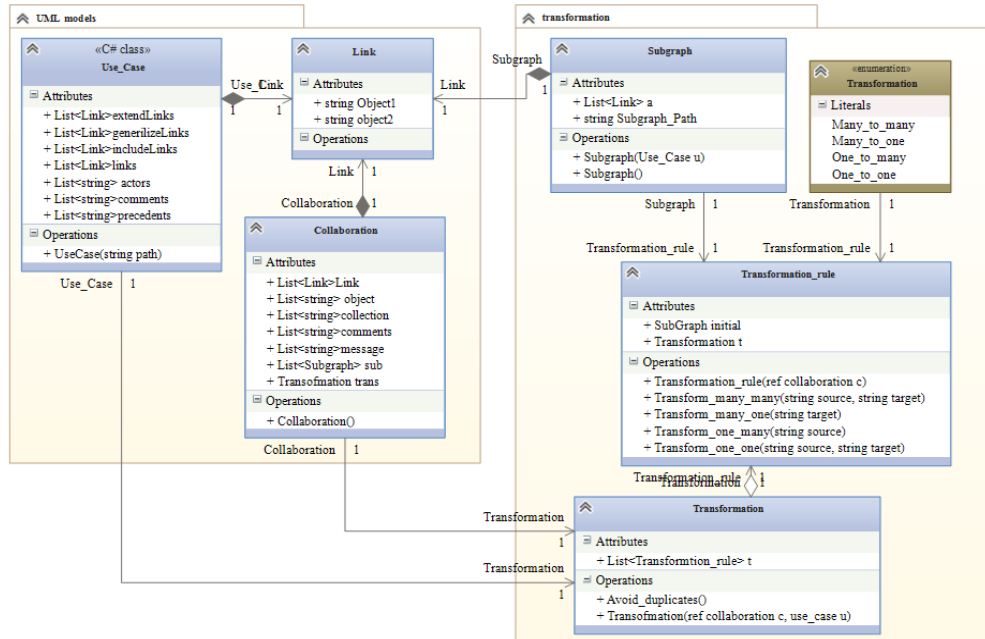 UML models
«C# class»
Use_Case
Attributes
+ List<Link>extendLinks
+ List<Link>generilizeLinks
+ List<Link>includeLinks
+ List<Link>links
+ List<string> actors
+ List<string>comments
+ List<string>precedents
Operations
+ UseCase(string path)
Use_Case 1
Link
1 1
Link
Attributes
+ string Object1
+ string object2
Operations
Link 1
Collaboration 1
Collaboration
Attributes
+ List<Link>Link
+ List<string> object
+ List<string>collection
+ List<string>comments
+ List<string>message
+ List<Subgraph> sub
+ Transofmation trans
Operations
+ Collaboration()
Collaboration 1
transformation
Subgraph
1
Link
1
Subgraph
Attributes
+ List<Link> a
+ string Subgraph_Path
Operations
+ Subgraph(Use_Case u)
+ Subgraph()
Subgraph 1
«enumeration»
Transformation
Literals
Many_to_many
Many_to_one
One_to_many
One_to_one
Transformation 1
Transformation_rule 1
Transformation_rule 1
Transformation_rule
Attributes
+ SubGraph initial
+ Transformation t
Operations
+ Transformation_rule(ref collaboration c)
+ Transform_many_many(string source, string target)
+ Transform_many_one(string target)
+ Transform_one_many(string source)
+ Transform_one_one(string source, string target)
Transformation_rule 1
Transformation 1
Transformation
Attributes
+ List<Transformtion_rule> t
Operations
+ Avoid_duplicates()
+ Transofmation(ref collaboration c, use_case u)
Transformation
1
Transformation
1